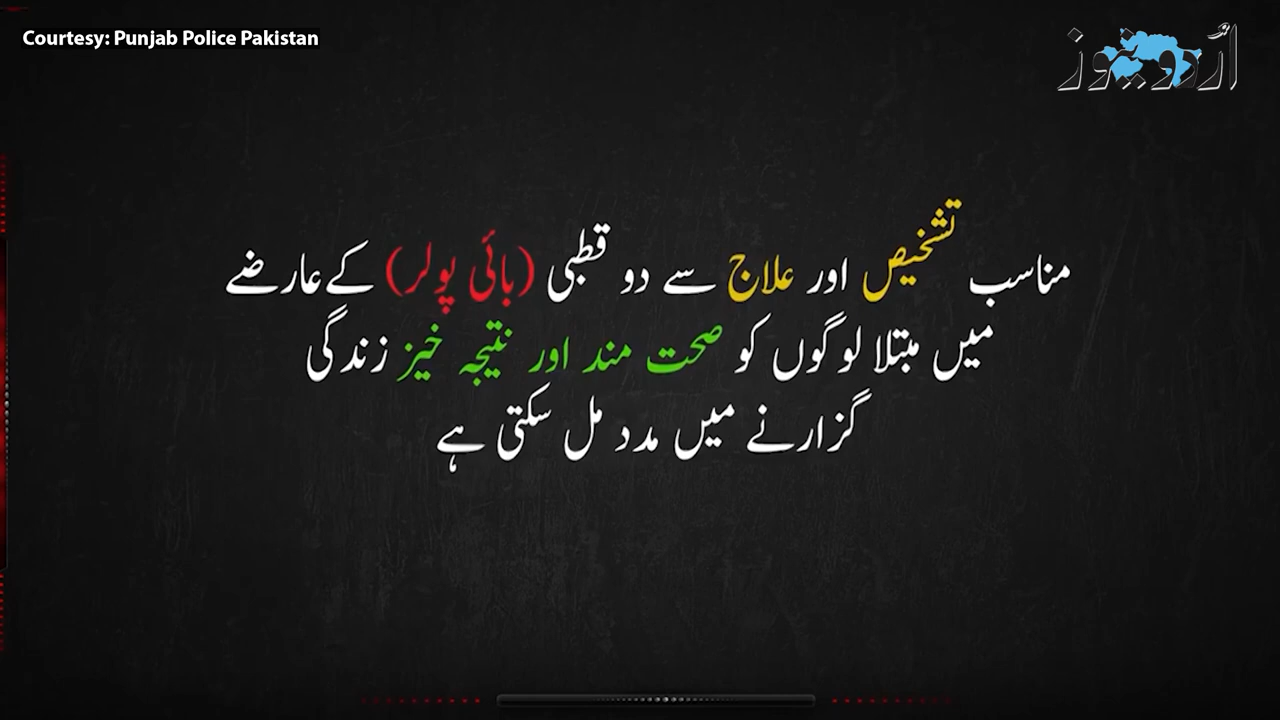 Courtesy: Punjab Police Pakistan
اردو نیوز
مناسب تشخیص اور علاج سے دو قطبی (بائی پولر) کے عارضے
میں مبتلا لوگوں کو صحت مند اور نتیجہ خیز زندگی
گزارنے میں مدد مل سکتی ہے